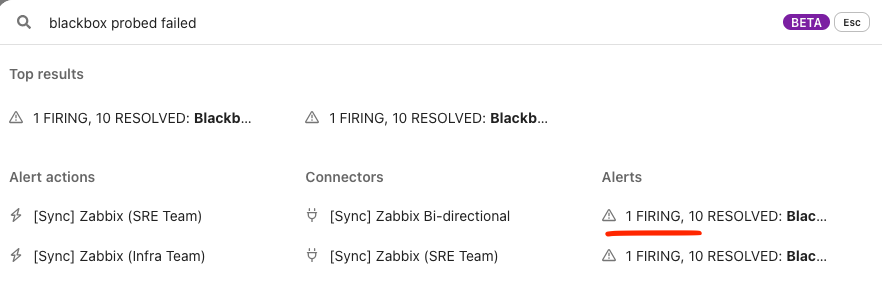 blackbox probed failed
BETA
Esc
Top results
1 FIRING, 10 RESOLVED: Blackb...
1 FIRING, 10 RESOLVED: Blackb...
Alert actions
Connectors
Alerts
[Sync] Zabbix (SRE Team)
[Sync] Zabbix Bi-directional
1 FIRING, 10 RESOLVED: Blac...
[Sync] Zabbix (Infra Team)
[Sync] Zabbix (SRE Team)
1 FIRING, 10 RESOLVED: Blac...